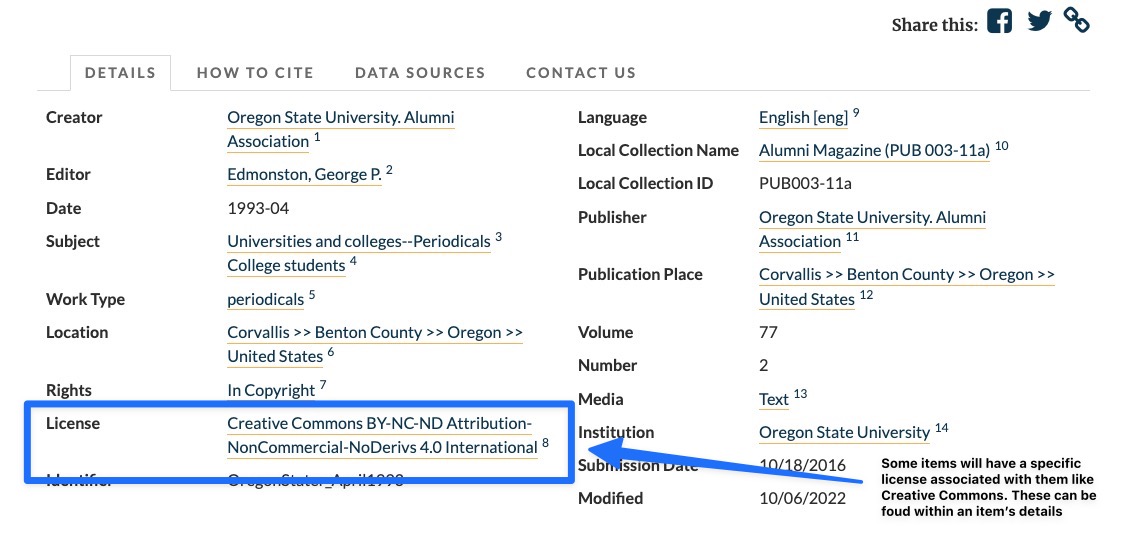 Share this:
DETAILS
HOW TO CITE
DATA SOURCES
CONTACT US
Creator
Oregon State University. Alumni
Association 1
Editor
Edmonston, George P. 2
Date
1993-04
Subject
Universities and colleges--Periodicals 3
College students 4
Work Type
periodicals 5
Location
Corvallis >> Benton County >> Oregon >>
United States 6
Rights
In Copyright 7
License
Creative Commons BY-NC-ND Attribution-
NonCommercial-NoDerivs 4.0 International 8
Identifier
Language
English [eng] 9
Local Collection Name
Alumni Magazine (PUB 003-11a) 10
Local Collection ID
PUB003-11a
Publisher
Oregon State University. Alumni
Association 11
Publication Place
Corvallis >> Benton County >> Oregon >>
United States 12
Volume
77
Number
2
Media
Text 13
Institution
Oregon State University 14
Submission Date
10/18/2016
Modified
10/06/2022
Some items will have a specific
license associated with them like
Creative Commons. These can be
foud within an item's details